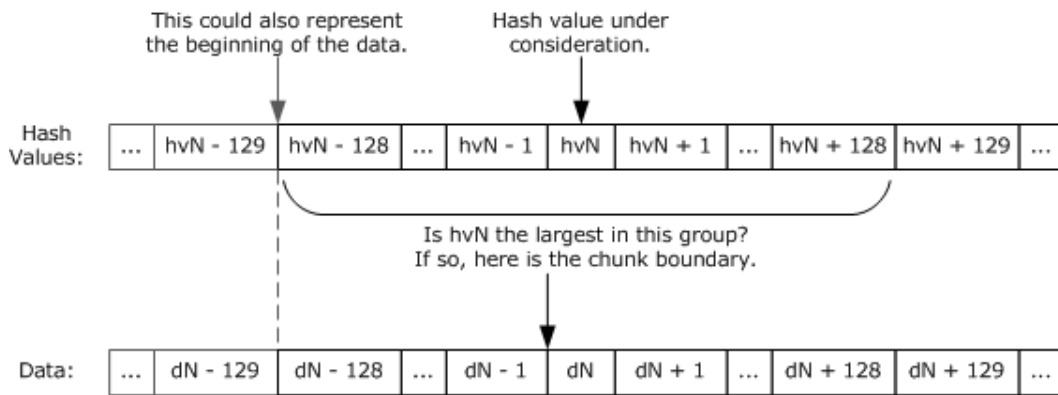 This could also represent
the beginning of the data.
Hash value under
consideration.
Hash
Values:
... hvN - 129 hvN - 128 ... hvN - 1 hvN hvN + 1 ... hvN + 128 hvN + 129 ...
Is hvN the largest in this group?
If so, here is the chunk boundary.
Data: ... dN - 129 dN - 128 ... dN - 1 dN dN + 1 ... dN + 128 dN + 129 ...